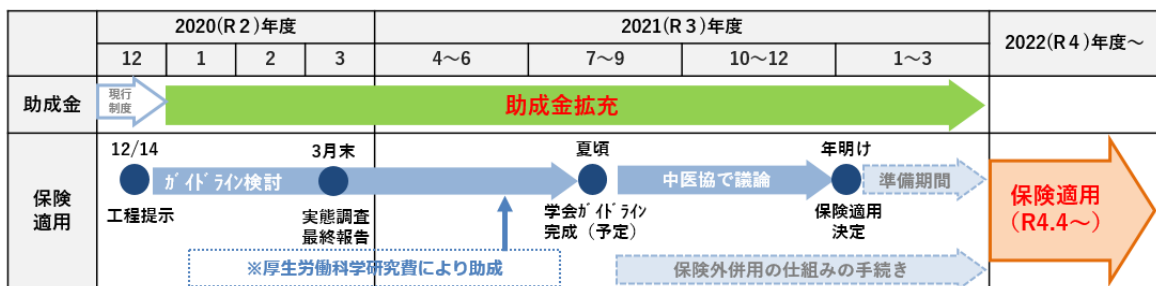 2020(R２)年度
2021(R３)年度
2022(R４)年度～
12
1
2
3
4～6
7～9
10～12
1～3
助成金
現行
制度
助成金拡充
保険
適用
12/14
3月末
夏頃
年明け
ｶﾞｲﾄﾞﾗｲﾝ検討
中医協で議論
準備期間
工程提示
実態調査
最終報告
学会ｶﾞｲﾄﾞﾗｲﾝ
完成（予定）
保険適用
決定
※厚生労働科学研究費により助成
保険外併用の仕組みの手続き
保険適用
（R4.4～）